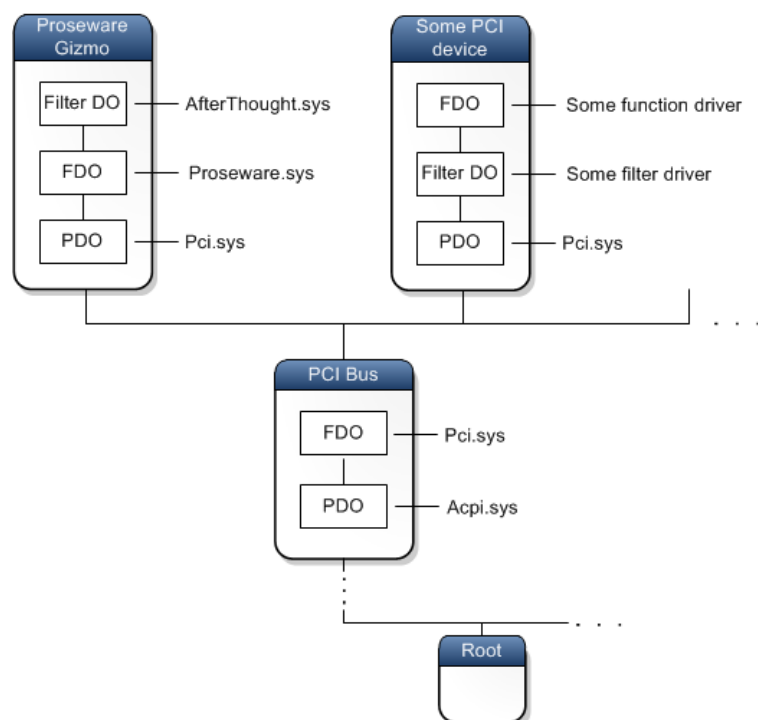 Proseware
Gizmo
Filter DO
AfterThought.sys
FDO
Proseware.sys
PDO
Pci.sys
Some PCI
device
FDO
Some function driver
Filter DO
Some filter driver
PDO
Pci.sys
. . .
PCI Bus
FDO
Pci.sys
PDO
Acpi.sys
. . .
Root